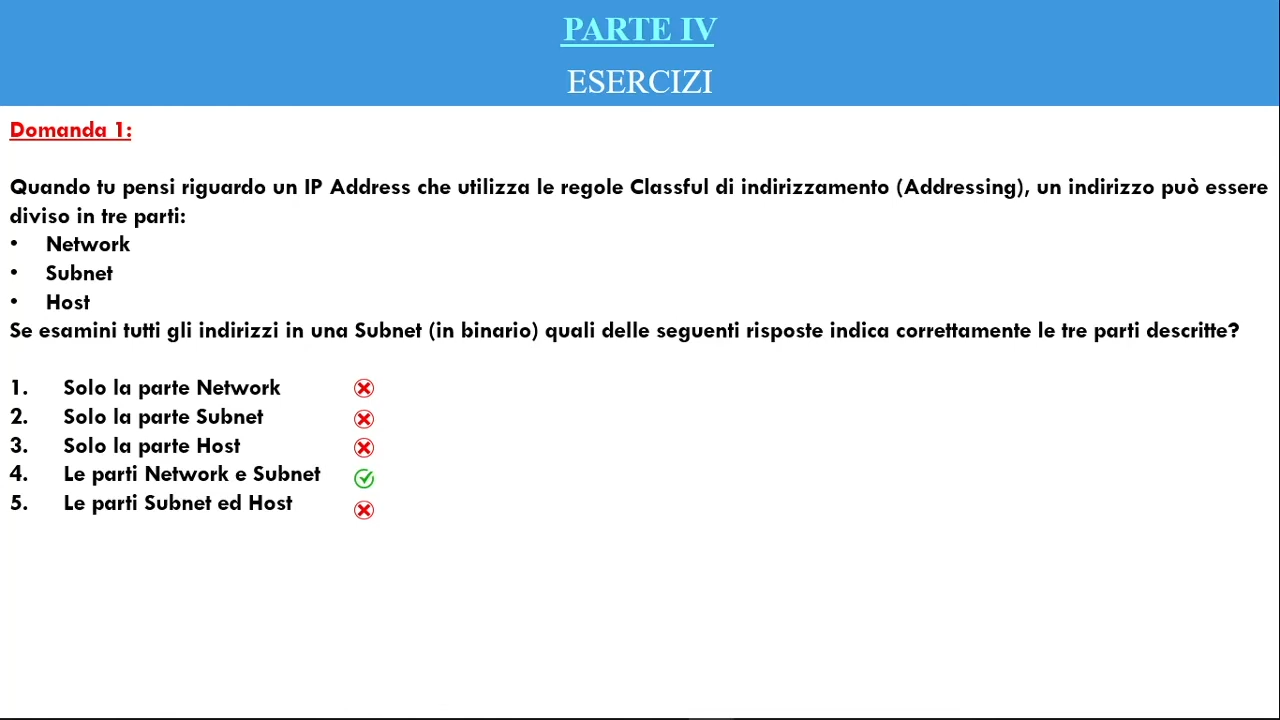 PARTE IV
ESERCIZI
Domanda 1:
Quando tu pensi riguardo un IP Address che utilizza le regole Classful di indirizzamento (Addressing), un indirizzo può essere
diviso in tre parti:
• Network
• Subnet
• Host
Se esamini tutti gli indirizzi in una Subnet (in binario) quali delle seguenti risposte indica correttamente le tre parti descritte?
1. Solo la parte Network
2. Solo la parte Subnet
3. Solo la parte Host
4. Le parti Network e Subnet
5. Le parti Subnet ed Host